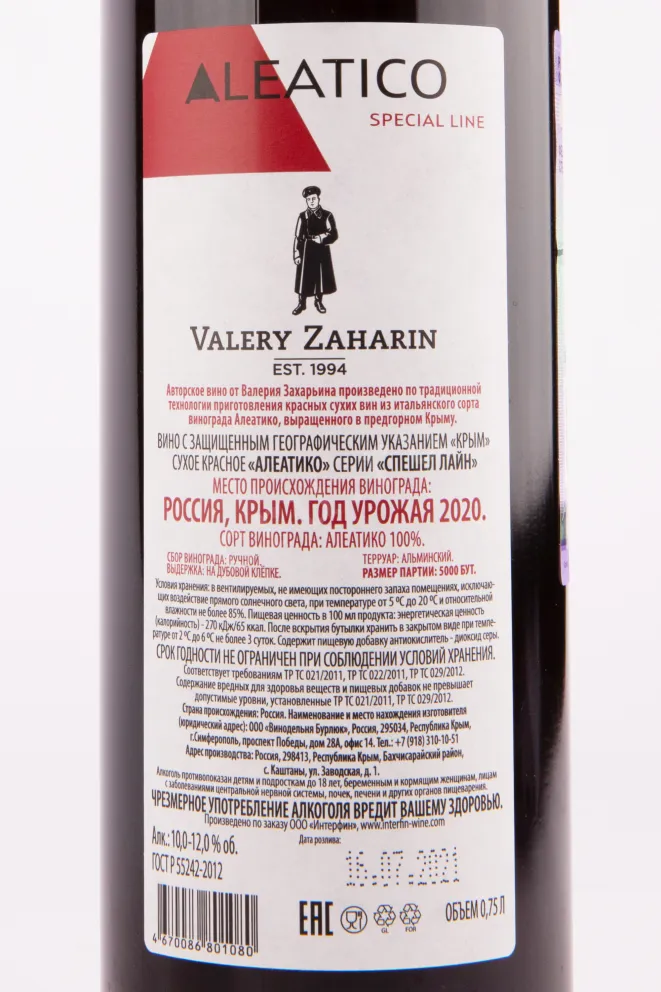 ALEATICO
SPECIAL LINE
VALERY ZAHARIN
EST. 1994
Авторское вино от Валерия Захарьина произведено по традиционной
технологии приготовления красных сухих вин из итальянского сорта
винограда Алеатико, выращенного в предгорном Крыму.
ВИНО С ЗАЩИЩЕННЫМ ГЕОГРАФИЧЕСКИМ УКАЗАНИЕМ «КРЫМ»
СУХОЕ КРАСНОЕ «АЛЕАТИКО» СЕРИИ «СПЕШЕЛ ЛАЙН»
МЕСТО ПРОИСХОЖДЕНИЯ ВИНОГРАДА:
РОССИЯ, КРЫМ. ГОД УРОЖАЯ 2020.
СОРТ ВИНОГРАДА: АЛЕАТИКО 100%.
СБОР ВИНОГРАДА: РУЧНОЙ. ТЕРРУАР: АЛЬМИНСКИЙ.
ВЫДЕРЖКА: НА ДУБОВОЙ КЛЕПКЕ. РАЗМЕР ПАРТИИ: 5000 БУТ.
Условия хранения: в вентилируемых, не имеющих постороннего запаха помещениях, исключаю-
щих воздействие прямого солнечного света, при температуре от 5 ºС до 20 ºС и относительной
влажности не более 85%. Пищевая ценность в 100 мл продукта: энергетическая ценность
(калорийность) - 270 кДж/65 ккал. После вскрытия бутылки хранить в закрытом виде при темпе-
ратуре от 2 ºС до 6 ºС не более 3 суток. Содержит пищевую добавку антиокислитель - диоксид серы.
СРОК ГОДНОСТИ НЕ ОГРАНИЧЕН ПРИ СОБЛЮДЕНИИ УСЛОВИЙ ХРАНЕНИЯ.
Соответствует требованиям ТР ТС 021/2011, ТР ТС 022/2011, ТР ТС 029/2012.
Содержание вредных для здоровья веществ и пищевых добавок не превышает
допустимые уровни, установленные ТР ТС 021/2011, ТР ТС 029/2012.
Страна происхождения: Россия. Наименование и место нахождения изготовителя
(юридический адрес): ООО «Винодельня Бурлюк», Россия, 295034, Республика Крым,
г.Симферополь, проспект Победы, дом 28А, офис 14. Тел.: +7 (918) 310-10-51
Адрес производства: Россия, 298413, Республика Крым, Бахчисарайский район,
с. Каштаны, ул. Заводская, д. 1.
Алкоголь противопоказан детям и подросткам до 18 лет, беременным и кормящим женщинам, лицам
с заболеваниями центральной нервной системы, почек, печени и других органов пищеварения.
ЧРЕЗМЕРНОЕ УПОТРЕБЛЕНИЕ АЛКОГОЛЯ ВРЕДИТ ВАШЕМУ ЗДОРОВЬЮ.
Произведено по заказу ООО «Интерфин», www.interfin-wine.com
Алк.: 10,0-12,0 % об. Дата розлива:
16.07.2021
ГОСТ Р 55242-2012
EAC GL FOR ОБЪЕМ 0,75 Л
4 670086 801080